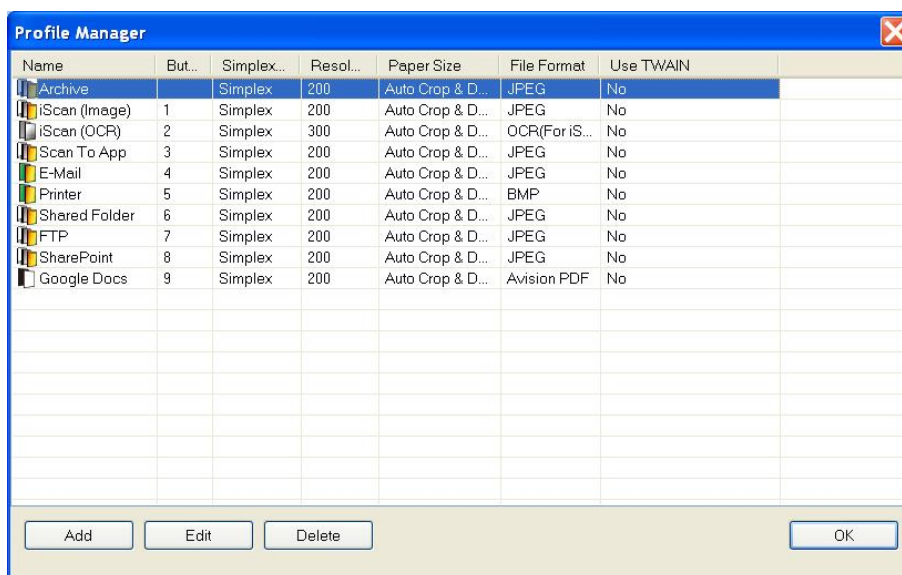 Profile Manager
Name But... Simplex... Resol... Paper Size File Format Use TWAIN
Archive Simplex 200 Auto Crop & D... JPEG No
iScan (Image) 1 Simplex 200 Auto Crop & D... JPEG No
iScan (OCR) 2 Simplex 300 Auto Crop & D... OCR(For iS... No
Scan To App 3 Simplex 200 Auto Crop & D... JPEG No
E-Mail 4 Simplex 200 Auto Crop & D... JPEG No
Printer 5 Simplex 200 Auto Crop & D... BMP No
Shared Folder 6 Simplex 200 Auto Crop & D... JPEG No
FTP 7 Simplex 200 Auto Crop & D... JPEG No
SharePoint 8 Simplex 200 Auto Crop & D... JPEG No
Google Docs 9 Simplex 200 Auto Crop & D... Avision PDF No
Add Edit Delete OK